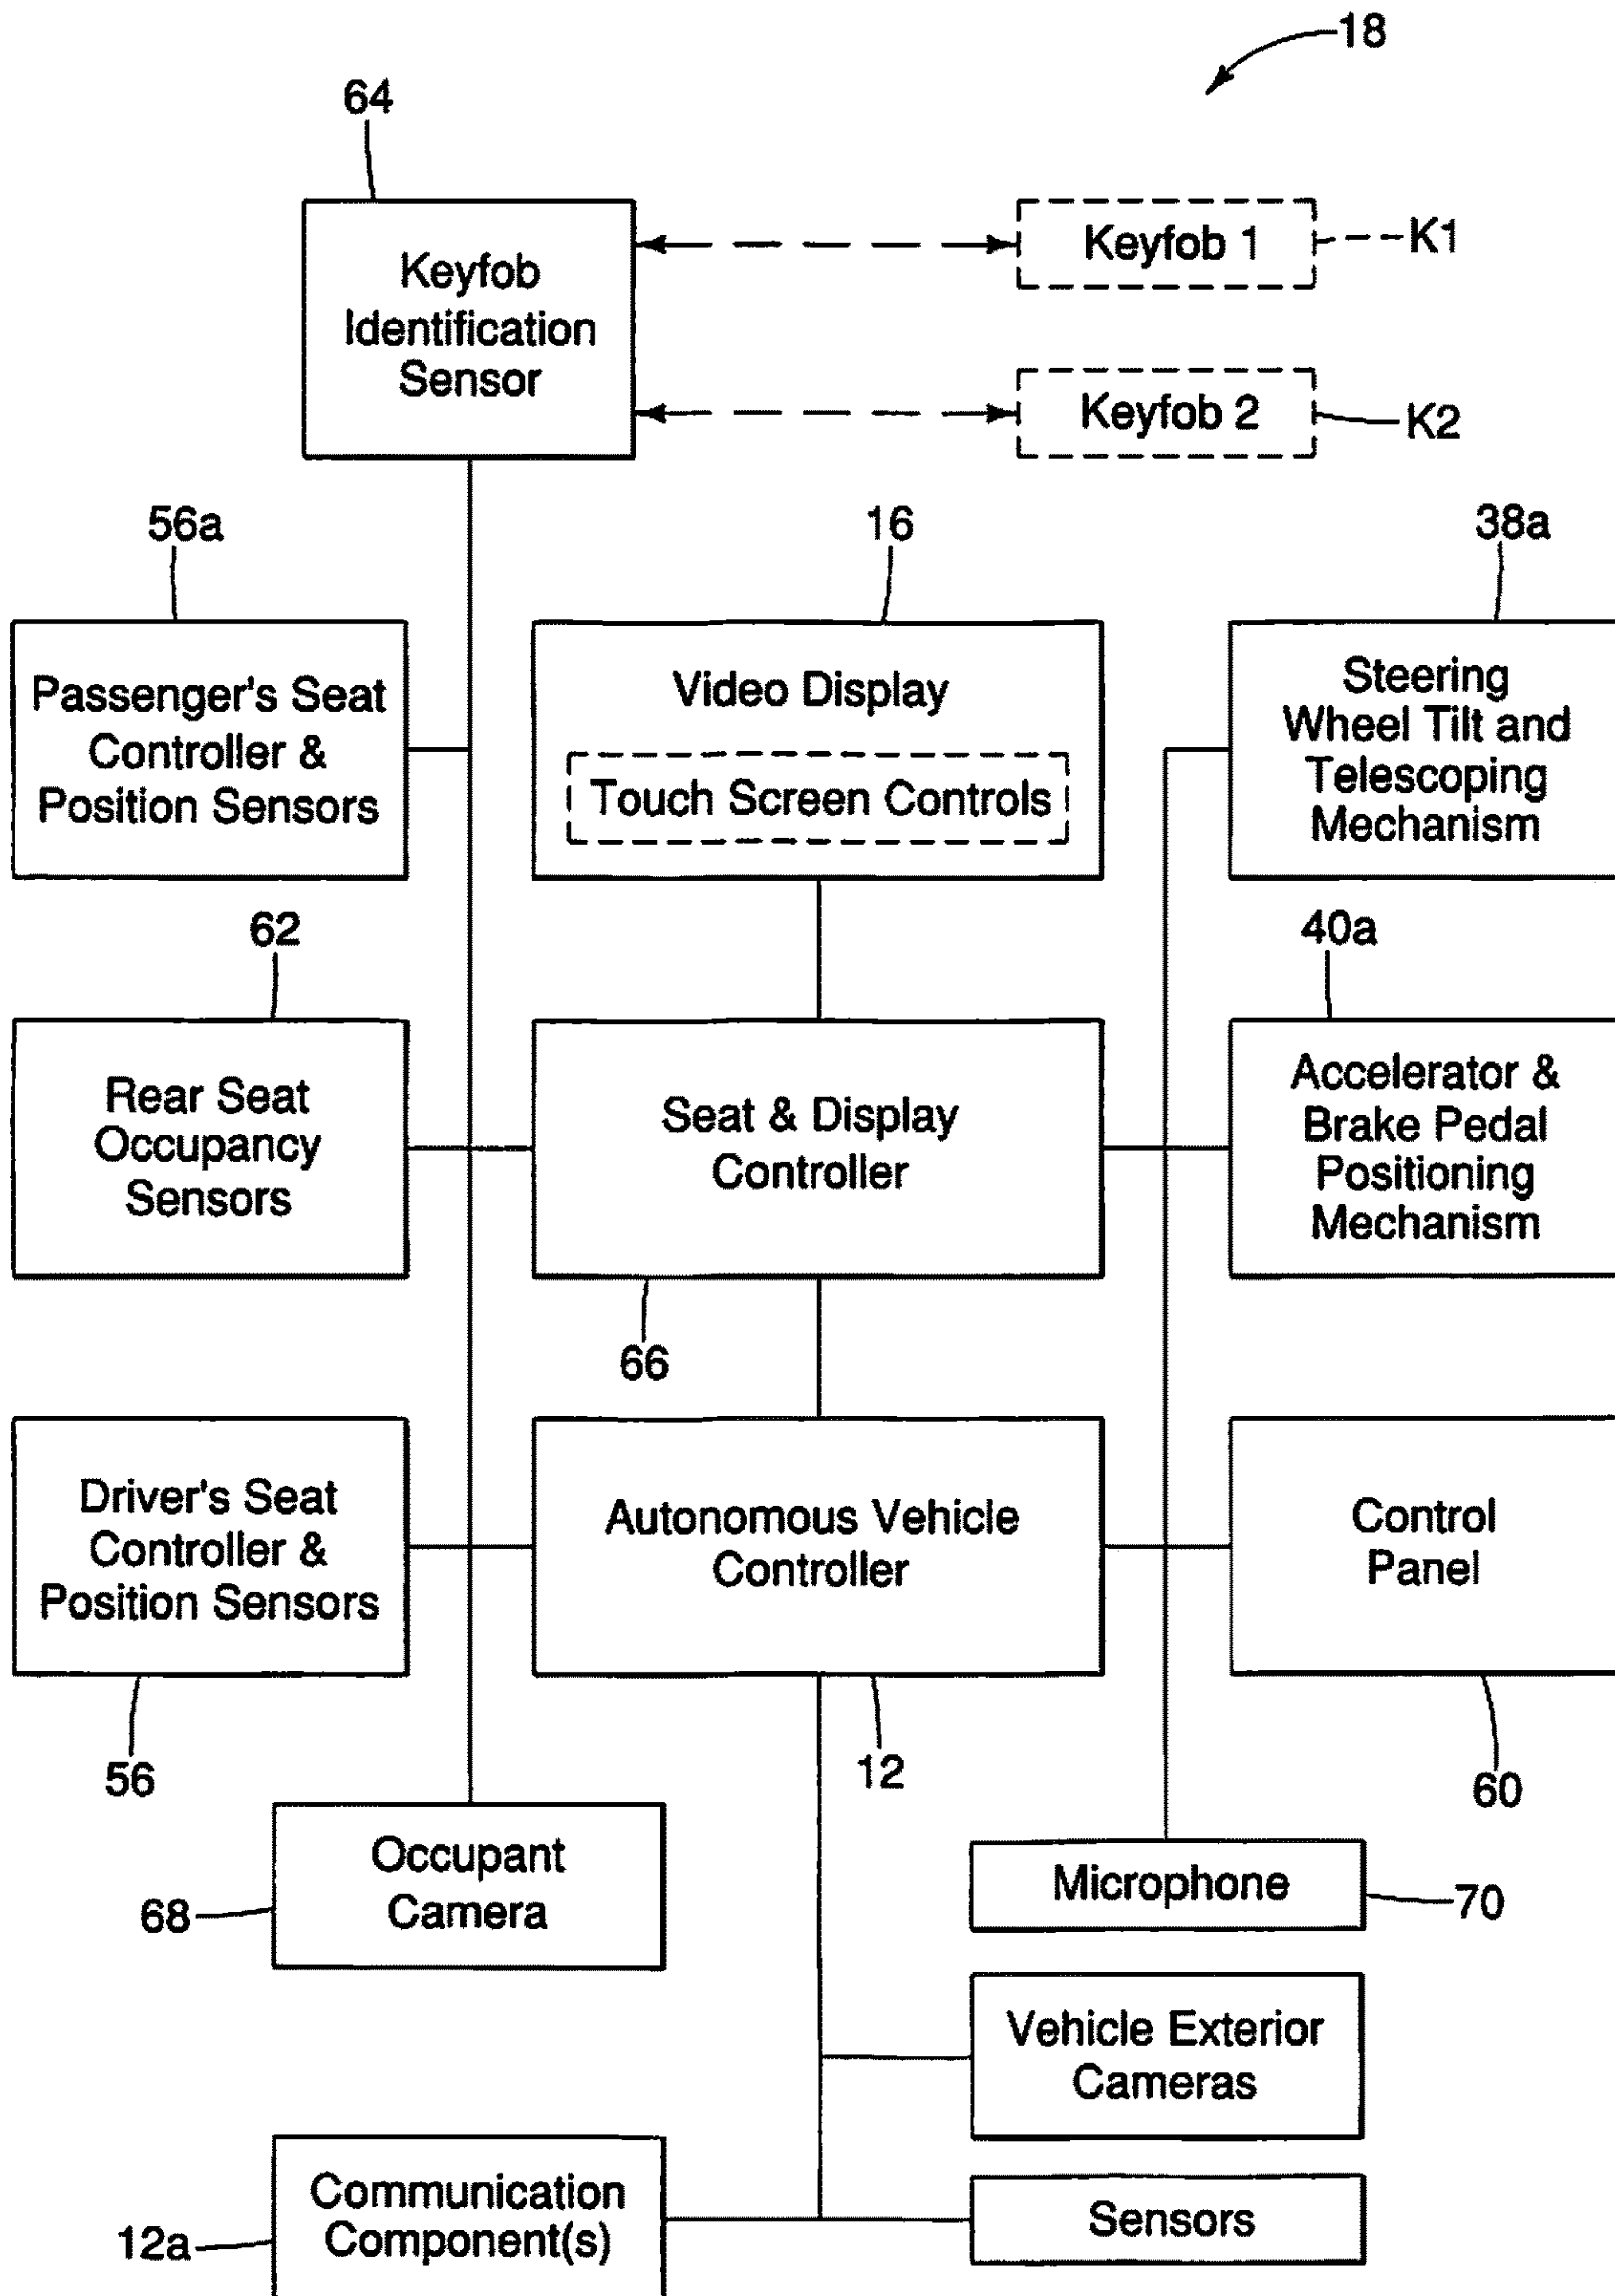 18
64
Keyfob
Identification
Sensor
Keyfob 1
K1
Keyfob 2
K2
56a
16
38a
Passenger's Seat
Controller &
Position Sensors
Video Display
Touch Screen Controls
Steering
Wheel Tilt and
Telescoping
Mechanism
62
40a
Rear Seat
Occupancy
Sensors
Seat & Display
Controller
Accelerator &
Brake Pedal
Positioning
Mechanism
66
Driver's Seat
Controller &
Position Sensors
Autonomous Vehicle
Controller
Control
Panel
56
12
60
Occupant
Camera
68
Microphone
70
Vehicle Exterior
Cameras
Communication
Component(s)
12a
Sensors